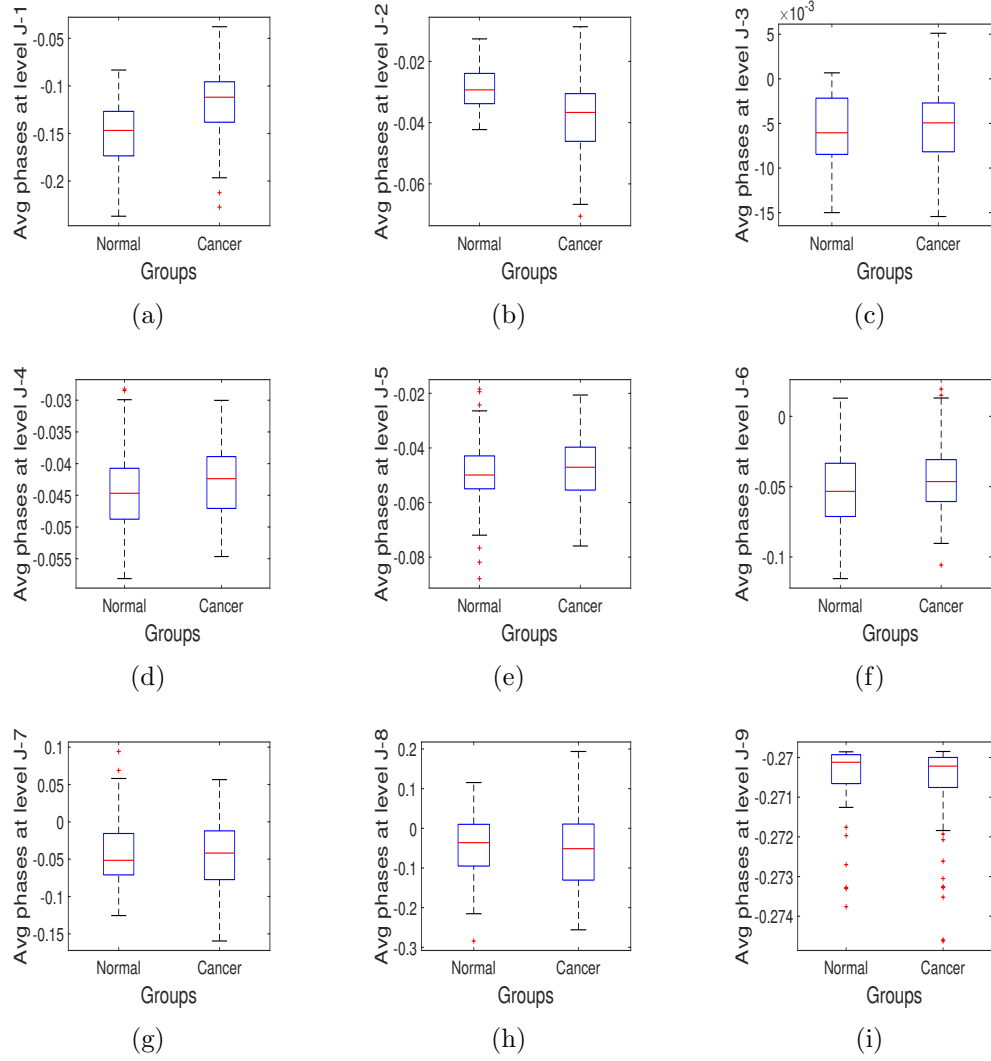 Avg phases at level J-1
-0.05
-0.1
-0.15
-0.2
Normal Cancer
Groups
(a)
Avg phases at level J-2
-0.02
-0.04
-0.06
Normal Cancer
Groups
(b)
Avg phases at level J-3
×10⁻³
5
0
-5
-10
-15
Normal Cancer
Groups
(c)
Avg phases at level J-4
-0.03
-0.035
-0.04
-0.045
-0.05
-0.055
Normal Cancer
Groups
(d)
Avg phases at level J-5
-0.02
-0.04
-0.06
-0.08
Normal Cancer
Groups
(e)
Avg phases at level J-6
0
-0.05
-0.1
Normal Cancer
Groups
(f)
Avg phases at level J-7
0.1
0.05
0
-0.05
-0.1
-0.15
Normal Cancer
Groups
(g)
Avg phases at level J-8
0.2
0.1
0
-0.1
-0.2
-0.3
Normal Cancer
Groups
(h)
Avg phases at level J-9
-0.27
-0.271
-0.272
-0.273
-0.274
Normal Cancer
Groups
(i)